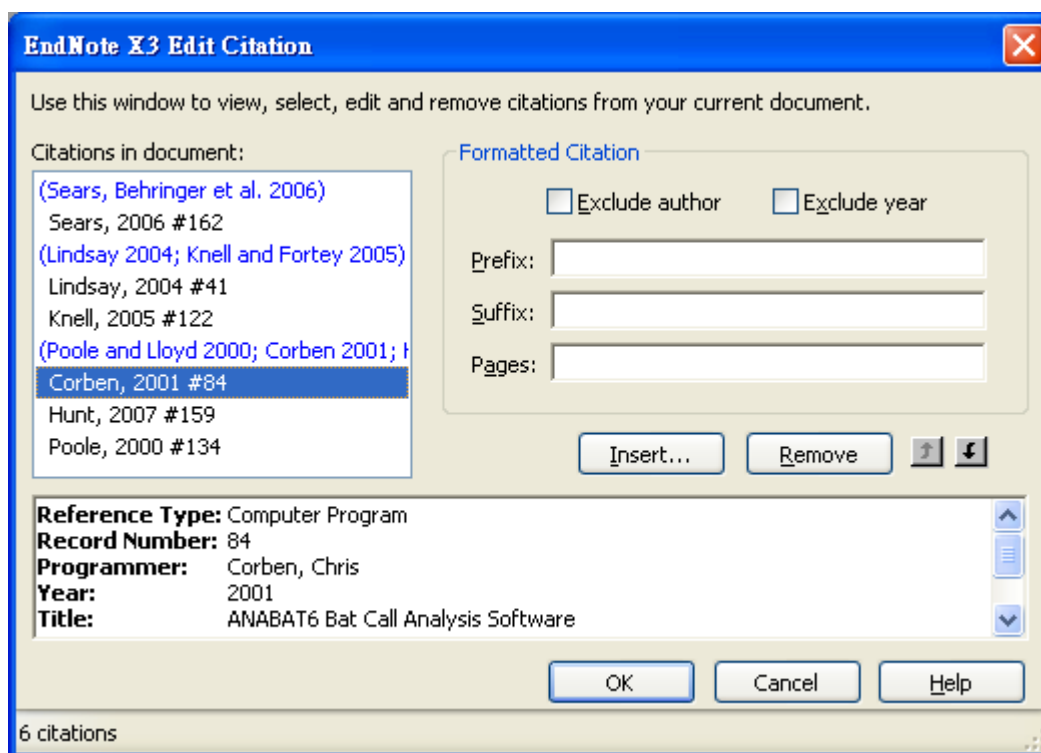 EndNote X3 Edit Citation
Use this window to view, select, edit and remove citations from your current document.
Citations in document:
(Sears, Behringer et al. 2006)
Sears, 2006 #162
(Lindsay 2004; Knell and Fortey 2005)
Lindsay, 2004 #41
Knell, 2005 #122
(Poole and Lloyd 2000; Corben 2001;
Corben, 2001 #84
Hunt, 2007 #159
Poole, 2000 #134
Formatted Citation
Exclude author Exclude year
Prefix:
Suffix:
Pages:
Insert... Remove
Reference Type: Computer Program
Record Number: 84
Programmer: Corben, Chris
Year: 2001
Title: ANABAT6 Bat Call Analysis Software
OK Cancel Help
6 citations